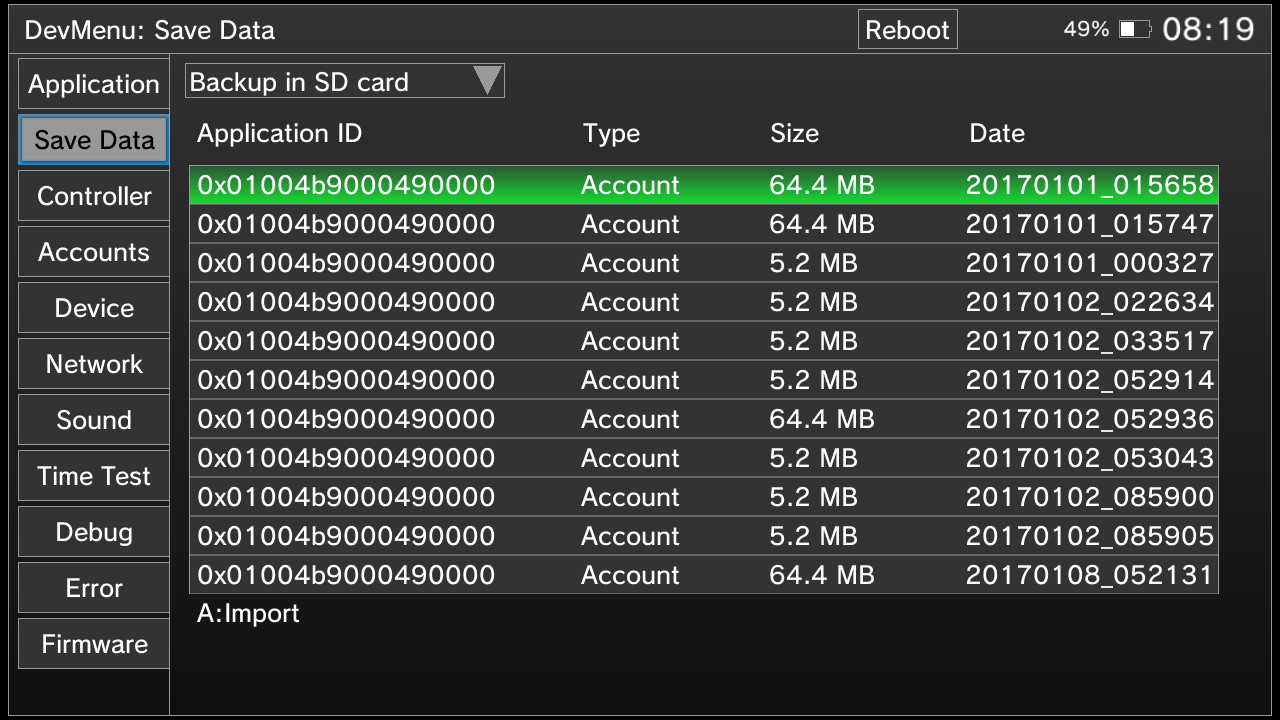 DevMenu: Save Data Reboot 49% 08:19
Application
Save Data
Controller
Accounts
Device
Network
Sound
Time Test
Debug
Error
Firmware
Backup in SD card
Application ID Type Size Date
0x01004b9000490000 Account 64.4 MB 20170101_015658
0x01004b9000490000 Account 64.4 MB 20170101_015747
0x01004b9000490000 Account 5.2 MB 20170101_000327
0x01004b9000490000 Account 5.2 MB 20170102_022634
0x01004b9000490000 Account 5.2 MB 20170102_033517
0x01004b9000490000 Account 5.2 MB 20170102_052914
0x01004b9000490000 Account 64.4 MB 20170102_052936
0x01004b9000490000 Account 5.2 MB 20170102_053043
0x01004b9000490000 Account 5.2 MB 20170102_085900
0x01004b9000490000 Account 5.2 MB 20170102_085905
0x01004b9000490000 Account 64.4 MB 20170108_052131
A:Import